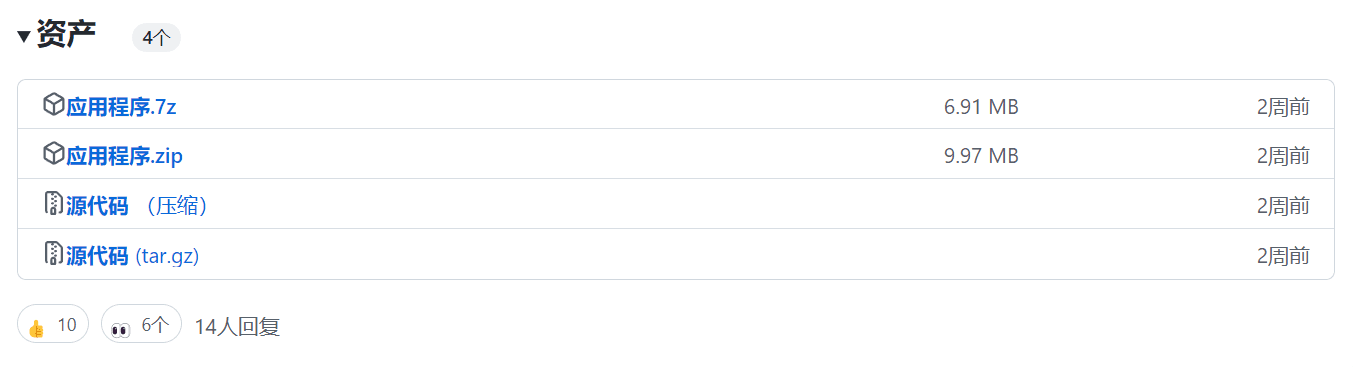 资产 4个
应用程序.7z 6.91 MB 2周前
应用程序.zip 9.97 MB 2周前
源代码 （压缩） 2周前
源代码 (tar.gz) 2周前
10 6个 14人回复